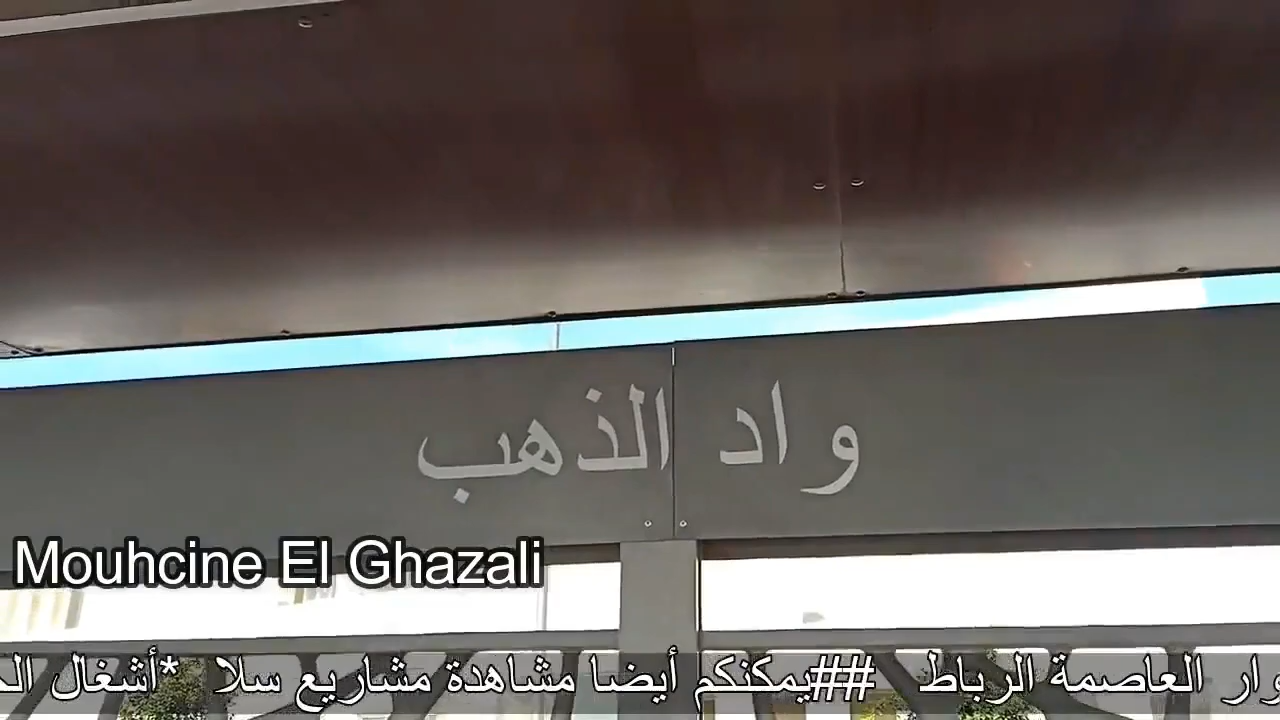 واد الذهب
Mouhcine El Ghazali
العاصمة الرباط ##يمكنكم أيضا مشاهدة مشاريع سلا *أشغال